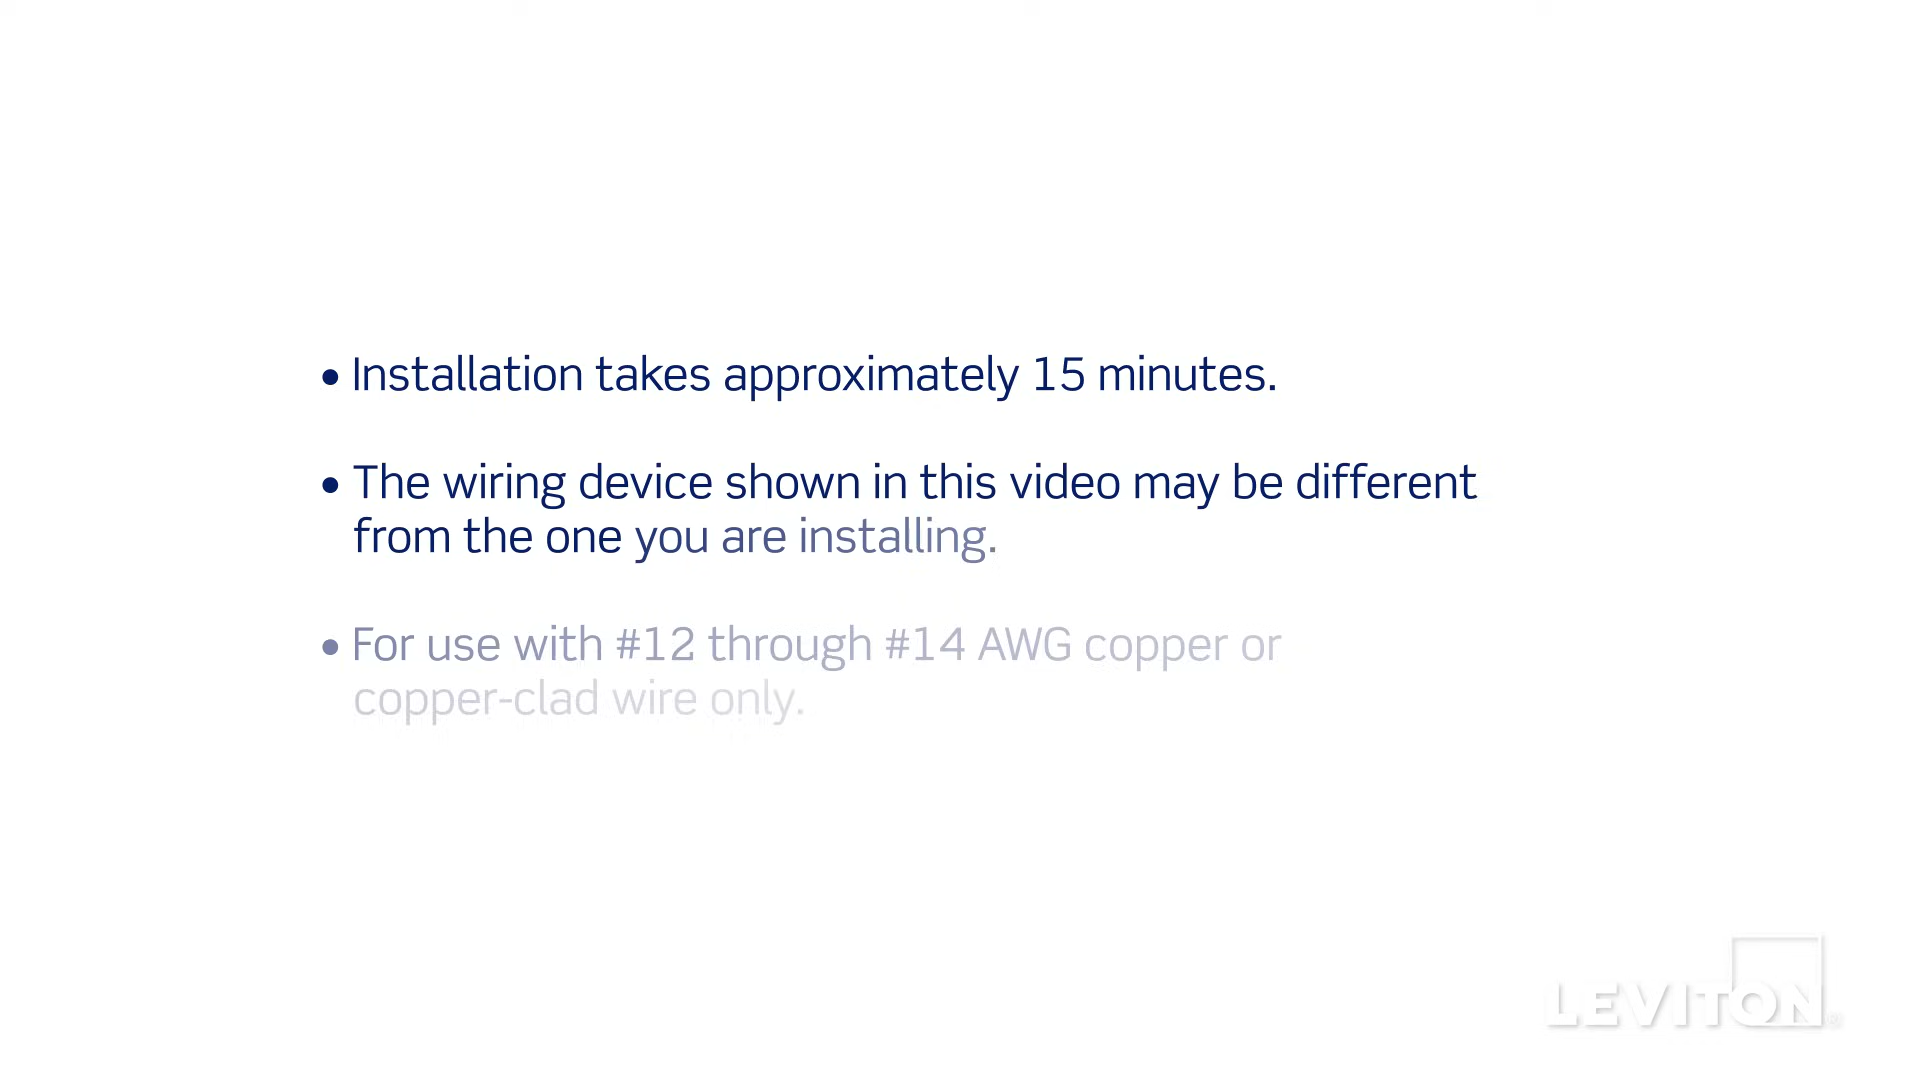 • Installation takes approximately 15 minutes.
• The wiring device shown in this video may be different
from the one you are installing.
• For use with #12 through #14 AWG copper or
copper-clad wire only.
LEVITON®